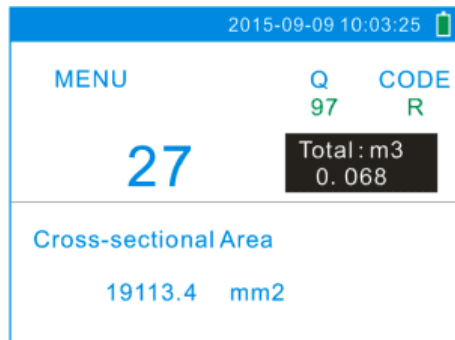 2015-09-09 10:03:25
MENU Q CODE
97 R
27
Total:m3
0.068
Cross-sectional Area
19113.4 mm2